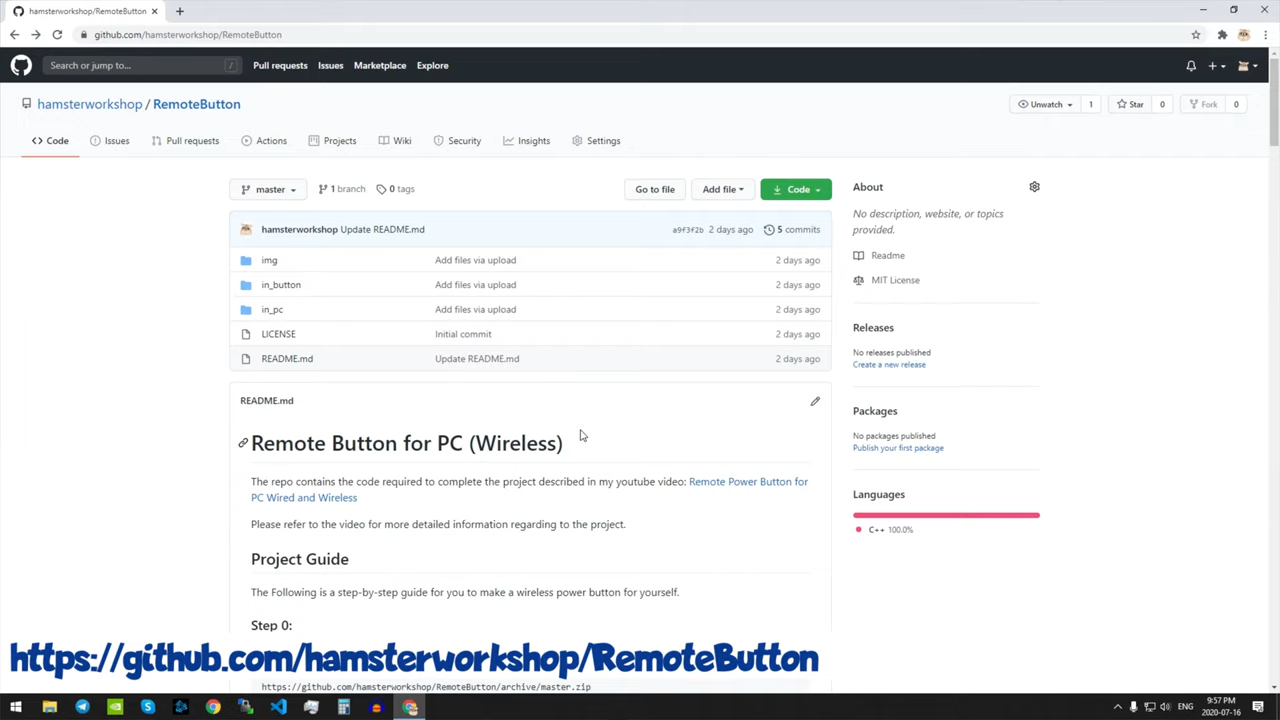 hamsterworkshop/RemoteButton
github.com/hamsterworkshop/RemoteButton
Search or jump to...
/
Pull requests
Issues
Marketplace
Explore
hamsterworkshop / RemoteButton
Unwatch
1
Star
0
Fork
0
Code
Issues
Pull requests
Actions
Projects
Wiki
Security
Insights
Settings
master
1 branch
0 tags
Go to file
Add file
Code
hamsterworkshop Update README.md
a9f3f2b 2 days ago
5 commits
img
Add files via upload
2 days ago
in_button
Add files via upload
2 days ago
in_pc
Add files via upload
2 days ago
LICENSE
Initial commit
2 days ago
README.md
Update README.md
2 days ago
README.md
Remote Button for PC (Wireless)
The repo contains the code required to complete the project described in my youtube video: Remote Power Button for
PC Wired and Wireless
Please refer to the video for more detailed information regarding to the project.
Project Guide
The Following is a step-by-step guide for you to make a wireless power button for yourself.
Step 0:
https://github.com/hamsterworkshop/RemoteButton/archive/master.zip
About
No description, website, or topics
provided.
Readme
MIT License
Releases
No releases published
Create a new release
Packages
No packages published
Publish your first package
Languages
C++ 100.0%
https://github.com/hamsterworkshop/RemoteButton
ENG
9:57 PM
2020-07-16